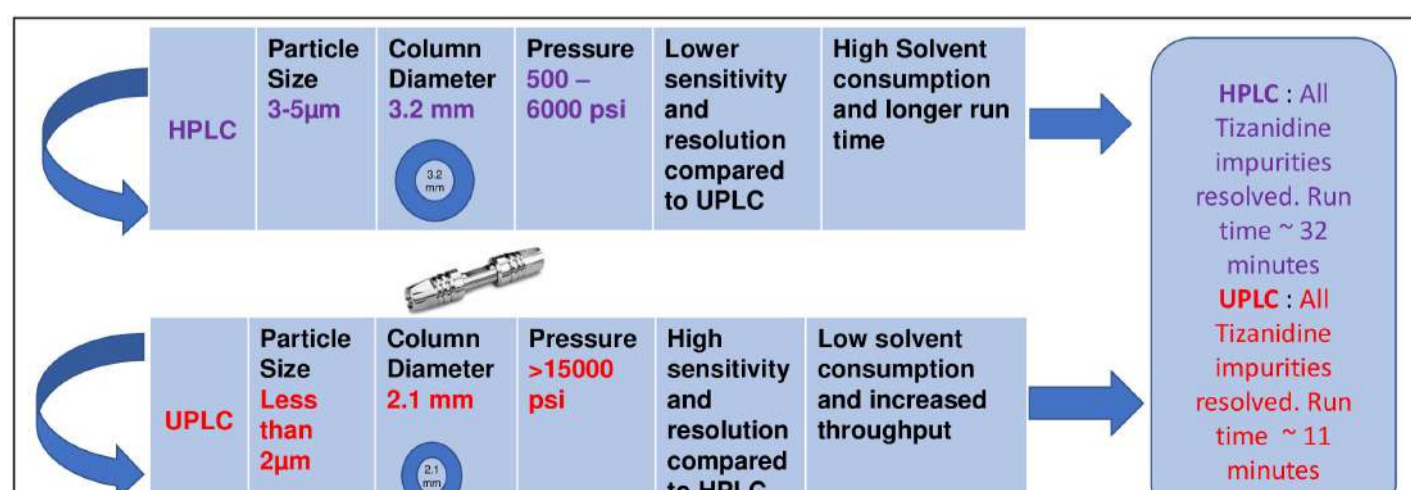 HPLC
Particle
Size
3-5µm
Column
Diameter
3.2 mm
3.2
mm
Pressure
500 –
6000 psi
Lower
sensitivity
and
resolution
compared
to UPLC
High Solvent
consumption
and longer run
time
UPLC
Particle
Size
Less
than
2µm
Column
Diameter
2.1 mm
2.1
mm
Pressure
>15000
psi
High
sensitivity
and
resolution
compared
to HPLC
Low solvent
consumption
and increased
throughput
HPLC : All
Tizanidine
impurities
resolved. Run
time ~ 32
minutes
UPLC : All
Tizanidine
impurities
resolved. Run
time ~ 11
minutes